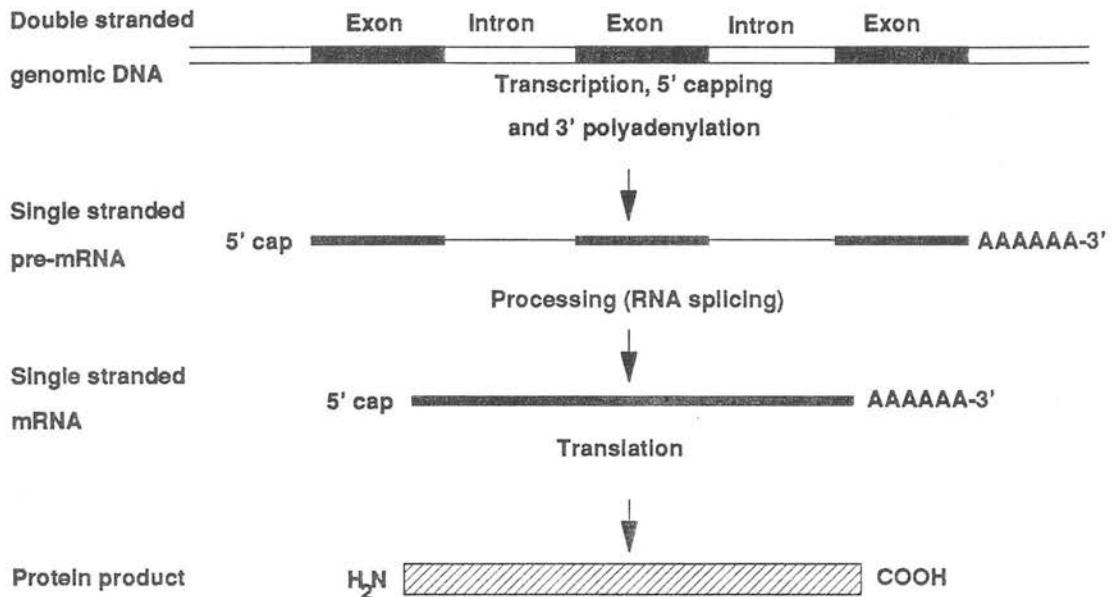 Double stranded
genomic DNA
Exon Intron Exon Intron Exon
Transcription, 5' capping
and 3' polyadenylation
Single stranded
pre-mRNA
5' cap AAAAAA-3'
Processing (RNA splicing)
Single stranded
mRNA
5' cap AAAAAA-3'
Translation
Protein product
H2N COOH